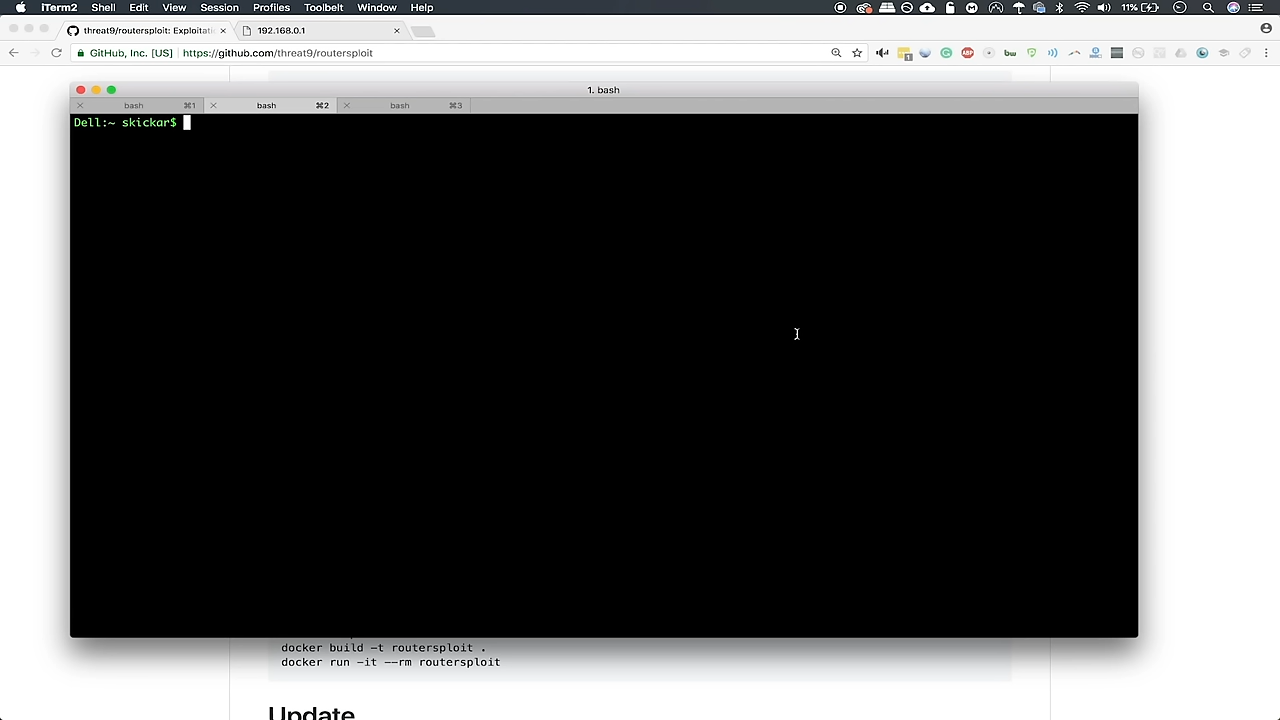 iTerm2 Shell Edit View Session Profiles Toolbelt Window Help 11%
threat9/routersploit: Exploitati 192.168.0.1
GitHub, Inc. [US] https://github.com/threat9/routersploit
1. bash
bash ⌘1 bash ⌘2 bash ⌘3
Dell:~ skickar$
docker build -t routersploit .
docker run -it --rm routersploit
Update